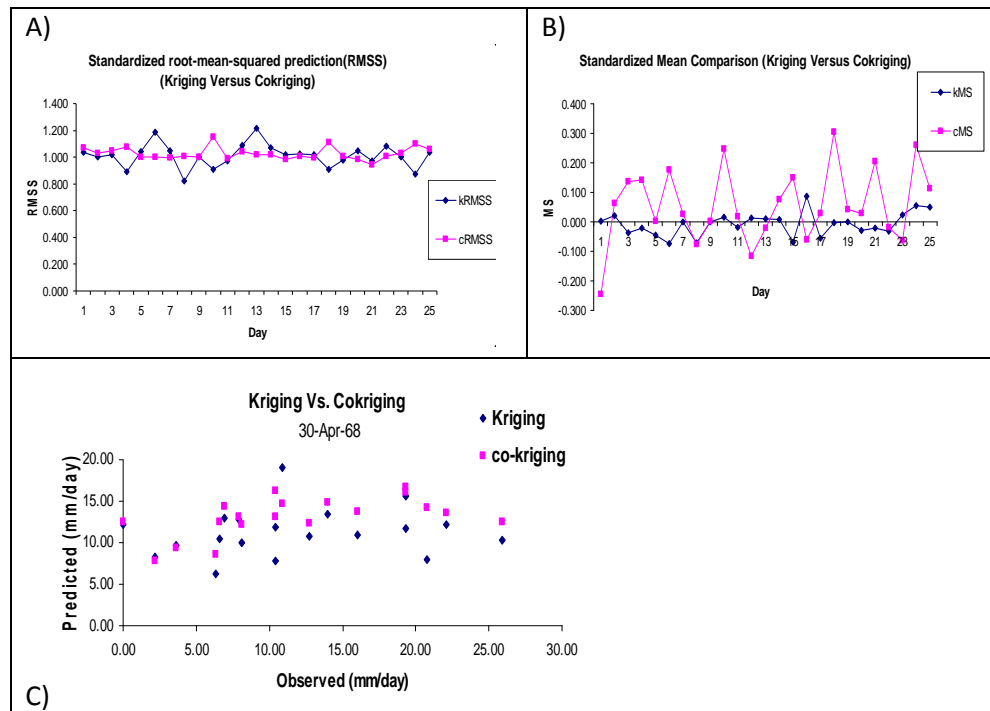 A)
Standardized root-mean-squared prediction(RMSS)
(Kriging Versus Cokriging)
1.400
1.200
1.000
0.800
0.600
0.400
0.200
0.000
RMSS
1 3 5 7 9 11 13 15 17 19 21 23 25
Day
kRMSS
cRMSS
B)
Standardized Mean Comparison (Kriging Versus Cokriging)
kMS
cMS
0.400
0.300
0.200
0.100
0.000
-0.100
-0.200
-0.300
MS
1 3 5 7 9 11 13 15 17 19 21 23 25
Day
Kriging Vs. Cokriging
30-Apr-68
Kriging
co-kriging
20.00
15.00
10.00
5.00
0.00
Predicted (mm/day)
0.00 5.00 10.00 15.00 20.00 25.00 30.00
Observed (mm/day)
C)